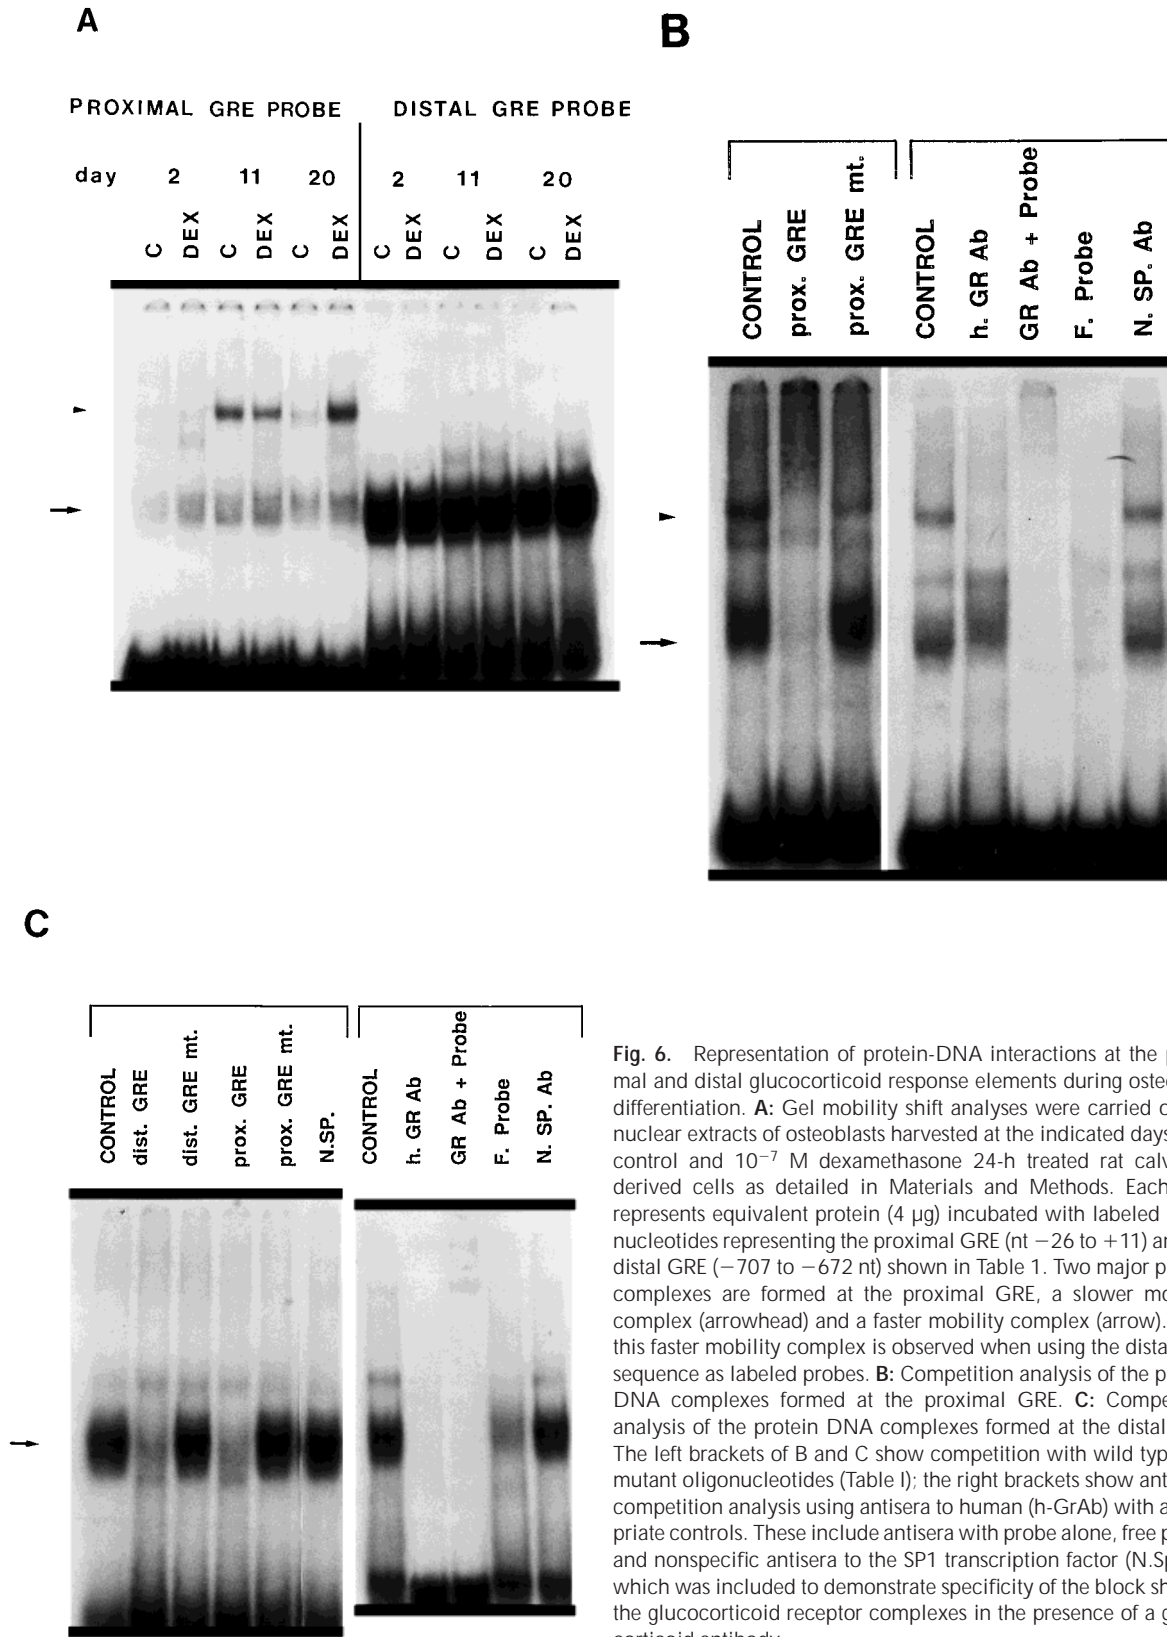 A
PROXIMAL GRE PROBE
DISTAL GRE PROBE
day 2 11 20 2 11 20
C DEX C DEX C DEX C DEX C DEX C DEX
B
CONTROL
prox. GRE
prox. GRE mt.
CONTROL
h. GR Ab
GR Ab + Probe
F. Probe
N. SP. Ab
C
CONTROL
dist. GRE
dist. GRE mt.
prox. GRE
prox. GRE mt.
N.SP.
CONTROL
h. GR Ab
GR Ab + Probe
F. Probe
N. SP. Ab
Fig. 6. Representation of protein-DNA interactions at the
mal and distal glucocorticoid response elements during
differentiation. A: Gel mobility shift analyses were carried
nuclear extracts of osteoblasts harvested at the indicated days
control and 10−7 M dexamethasone 24-h treated rat
derived cells as detailed in Materials and Methods. Each
represents equivalent protein (4 µg) incubated with labeled
nucleotides representing the proximal GRE (nt −26 to +11)
distal GRE (−707 to −672 nt) shown in Table 1. Two major
complexes are formed at the proximal GRE, a slower
complex (arrowhead) and a faster mobility complex (arrow).
this faster mobility complex is observed when using the
sequence as labeled probes. B: Competition analysis of the
DNA complexes formed at the proximal GRE. C:
analysis of the protein DNA complexes formed at the distal
The left brackets of B and C show competition with wild
mutant oligonucleotides (Table I); the right brackets show
competition analysis using antisera to human (h-GrAb) with
priate controls. These include antisera with probe alone, free
and nonspecific antisera to the SP1 transcription factor
which was included to demonstrate specificity of the block
the glucocorticoid receptor complexes in the presence of a